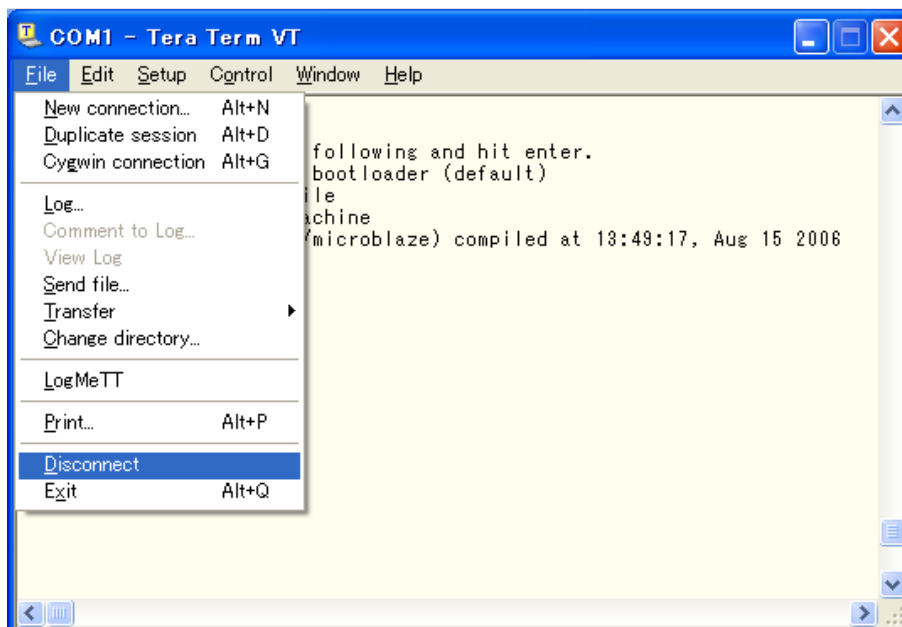 COM1 - Tera Term VT
File Edit Setup Control Window Help
New connection... Alt+N
Duplicate session Alt+D
Cygwin connection Alt+G
Log...
Comment to Log...
View Log
Send file...
Transfer
Change directory...
LogMeTT
Print... Alt+P
Disconnect
Exit Alt+Q
following and hit enter.
bootloader (default)
ile
achine
/microblaze) compiled at 13:49:17, Aug 15 2006